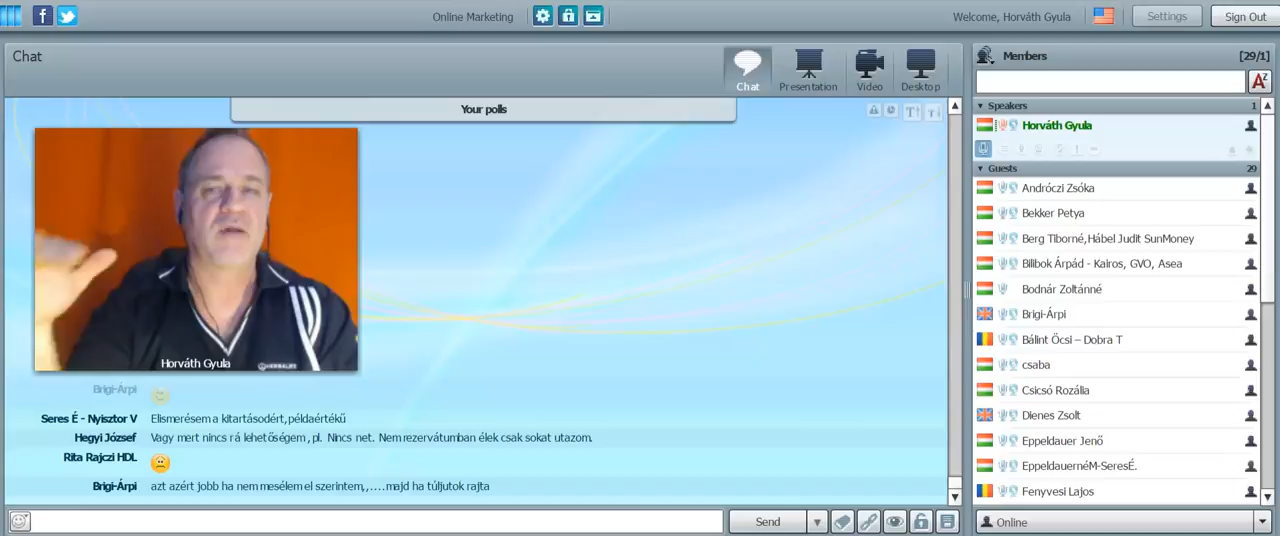 Online Marketing
Welcome, Horváth Gyula
Settings
Sign Out
Chat
Chat
Presentation
Video
Desktop
Your polls
Horváth Gyula
HERBALIFE
Brigi-Árpi
Seres É - Nyisztor V Elismerésem a kitartásodért,példaértékű
Hegyi József Vagy mert nincs rá lehetőségem ,pl. Nincs net. Nem rezervátumban élek csak sokat utazom.
Rita Rajczi HDL
Brigi-Árpi azt azért jobb ha nem mesélem el szerintem,,....majd ha túljutok rajta
Send
Members [29/1]
Speakers 1
Horváth Gyula
Guests 29
Andróczi Zsóka
Bekker Petya
Berg Tiborné,Hábel Judit SunMoney
Bilibok Árpád - Kairos, GVO, Asea
Bodnár Zoltánné
Brigi-Árpi
Bálint Öcsi – Dobra T
csaba
Csicsó Rozália
Dienes Zsolt
Eppeldauer Jenő
EppeldauernéM-SeresÉ.
Fenyvesi Lajos
Online